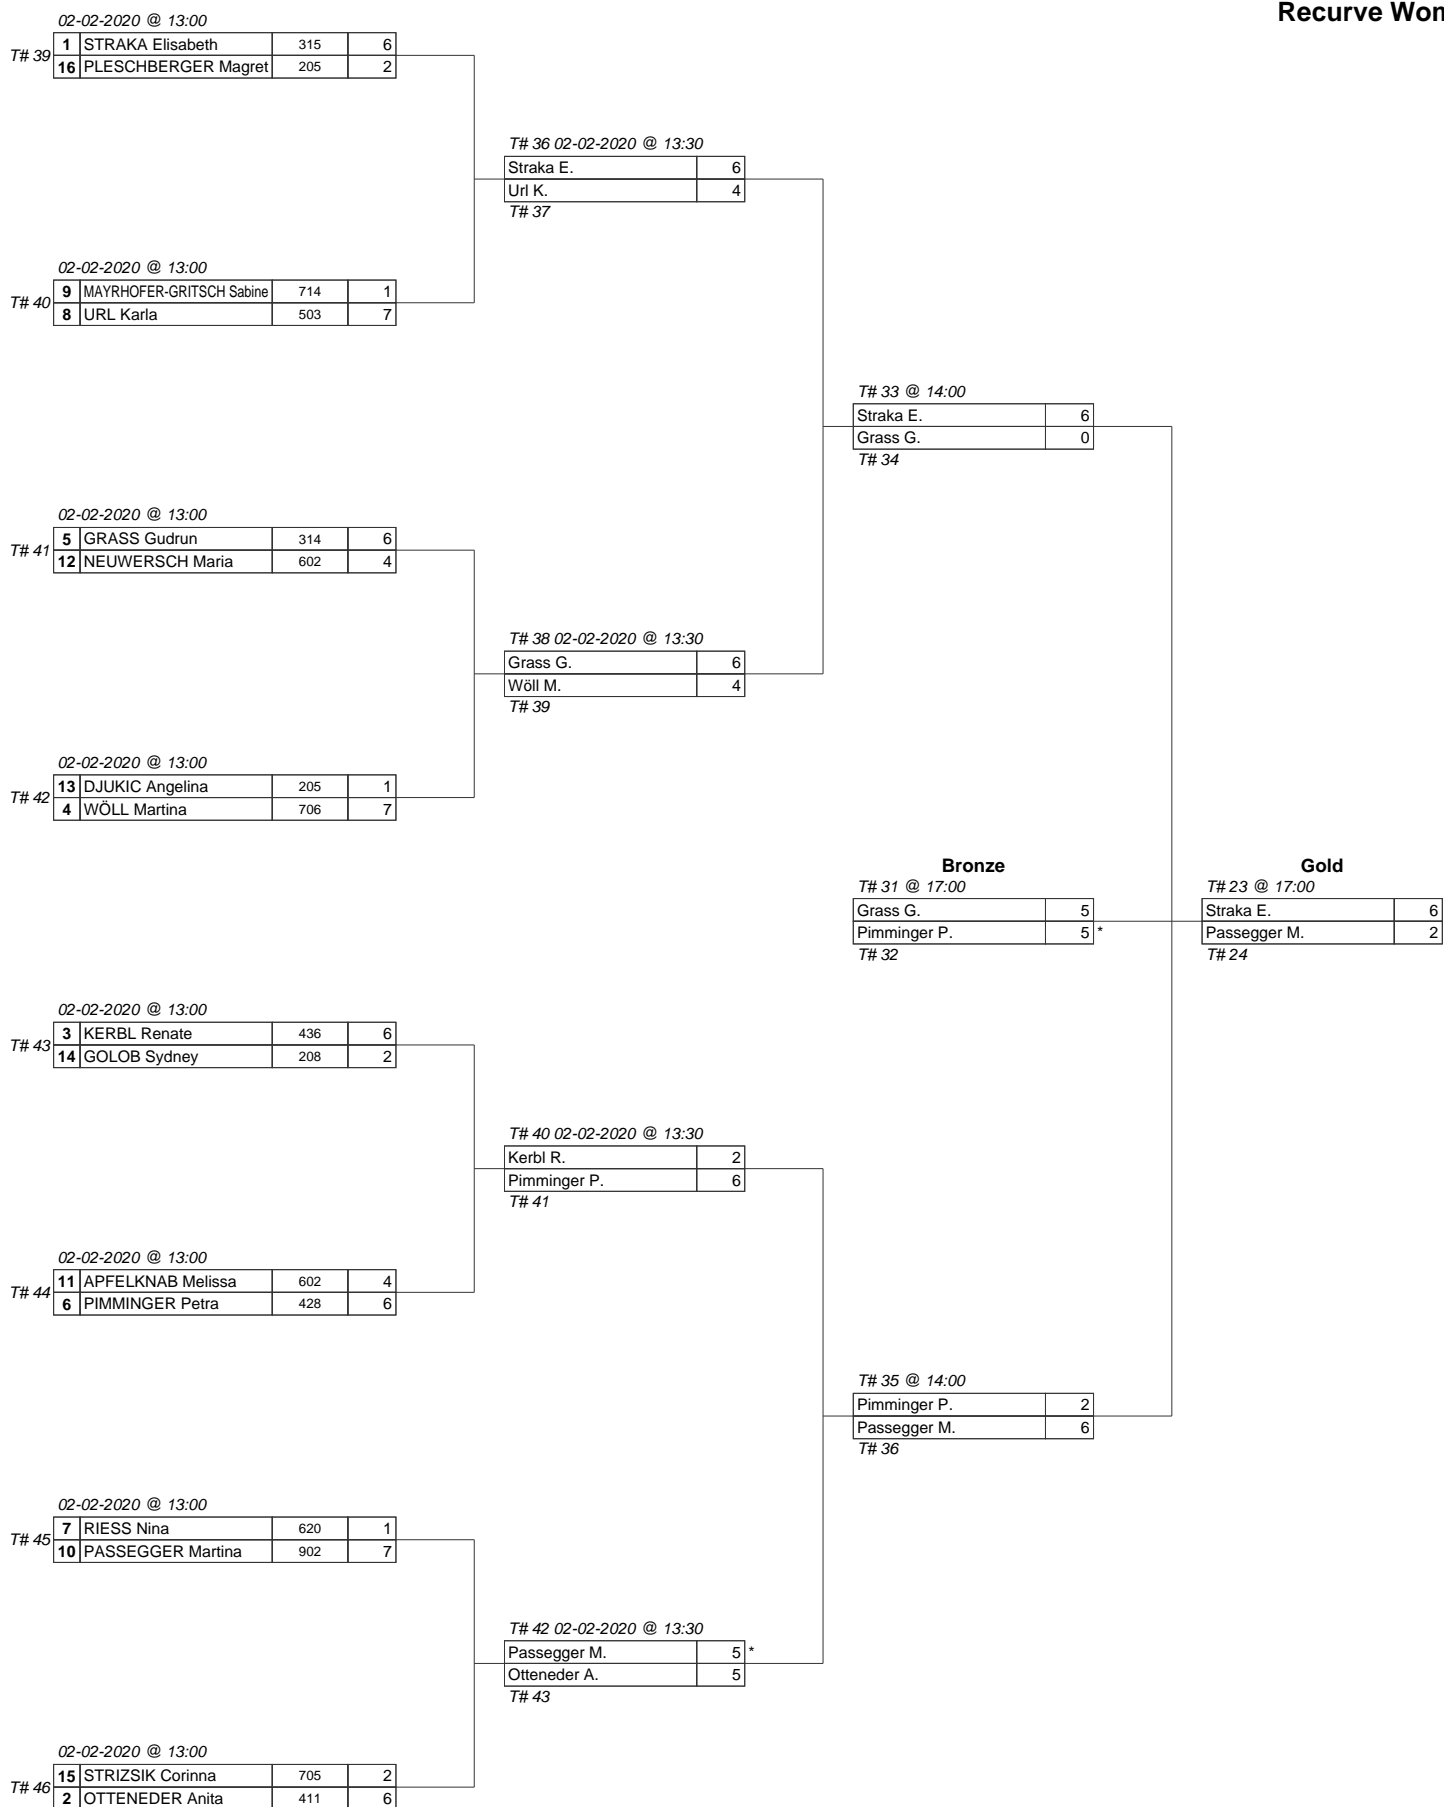 Recurve Wom
02-02-2020 @ 13:00
T# 39
1 STRAKA Elisabeth 315 6
16 PLESCHBERGER Magret 205 2
T# 36 02-02-2020 @ 13:30
Straka E. 6
Url K. 4
T# 37
02-02-2020 @ 13:00
T# 40
9 MAYRHOFER-GRITSCH Sabine 714 1
8 URL Karla 503 7
T# 33 @ 14:00
Straka E. 6
Grass G. 0
T# 34
02-02-2020 @ 13:00
T# 41
5 GRASS Gudrun 314 6
12 NEUWERSCH Maria 602 4
T# 38 02-02-2020 @ 13:30
Grass G. 6
Wöll M. 4
T# 39
02-02-2020 @ 13:00
T# 42
13 DJUKIC Angelina 205 1
4 WÖLL Martina 706 7
Bronze
T# 31 @ 17:00
Grass G. 5
Pimminger P. 5 *
T# 32
Gold
T# 23 @ 17:00
Straka E. 6
Passegger M. 2
T# 24
02-02-2020 @ 13:00
T# 43
3 KERBL Renate 436 6
14 GOLOB Sydney 208 2
T# 40 02-02-2020 @ 13:30
Kerbl R. 2
Pimminger P. 6
T# 41
02-02-2020 @ 13:00
T# 44
11 APFELKNAB Melissa 602 4
6 PIMMINGER Petra 428 6
T# 35 @ 14:00
Pimminger P. 2
Passegger M. 6
T# 36
02-02-2020 @ 13:00
T# 45
7 RIESS Nina 620 1
10 PASSEGGER Martina 902 7
T# 42 02-02-2020 @ 13:30
Passegger M. 5 *
Otteneder A. 5
T# 43
02-02-2020 @ 13:00
T# 46
15 STRIZSIK Corinna 705 2
2 OTTENEDER Anita 411 6